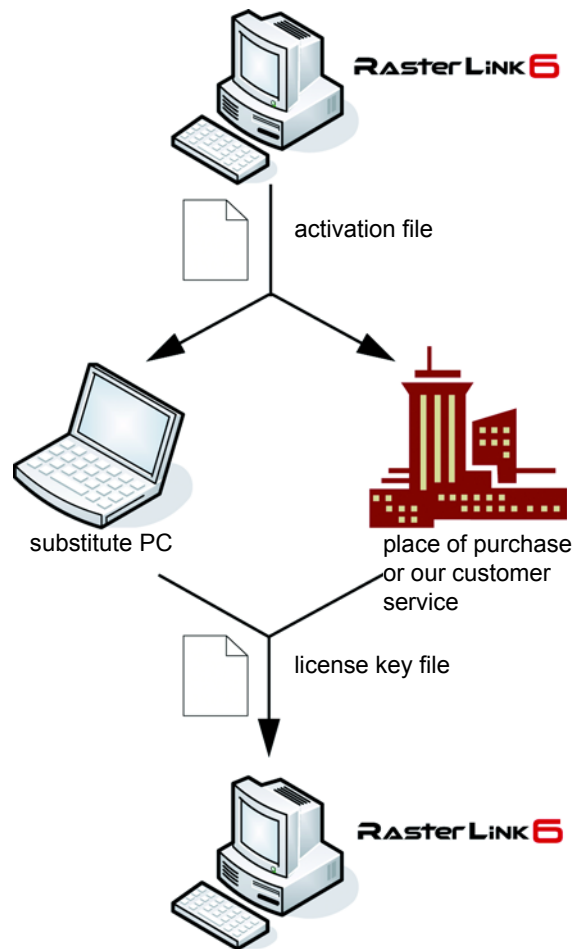 RASTERLINK6
activation file
substitute PC
place of purchase
or our customer
service
license key file
RASTERLINK6